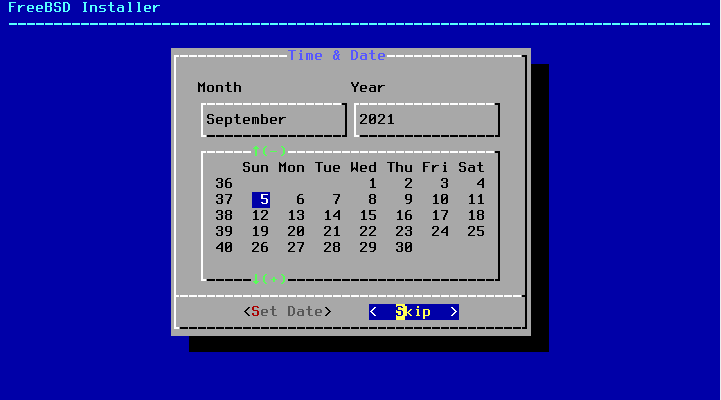 FreeBSD Installer
Time & Date
Month Year
September 2021
↑(-)
Sun Mon Tue Wed Thu Fri Sat
36 1 2 3 4
37 5 6 7 8 9 10 11
38 12 13 14 15 16 17 18
39 19 20 21 22 23 24 25
40 26 27 28 29 30
↓(+)
<Set Date> < Skip >